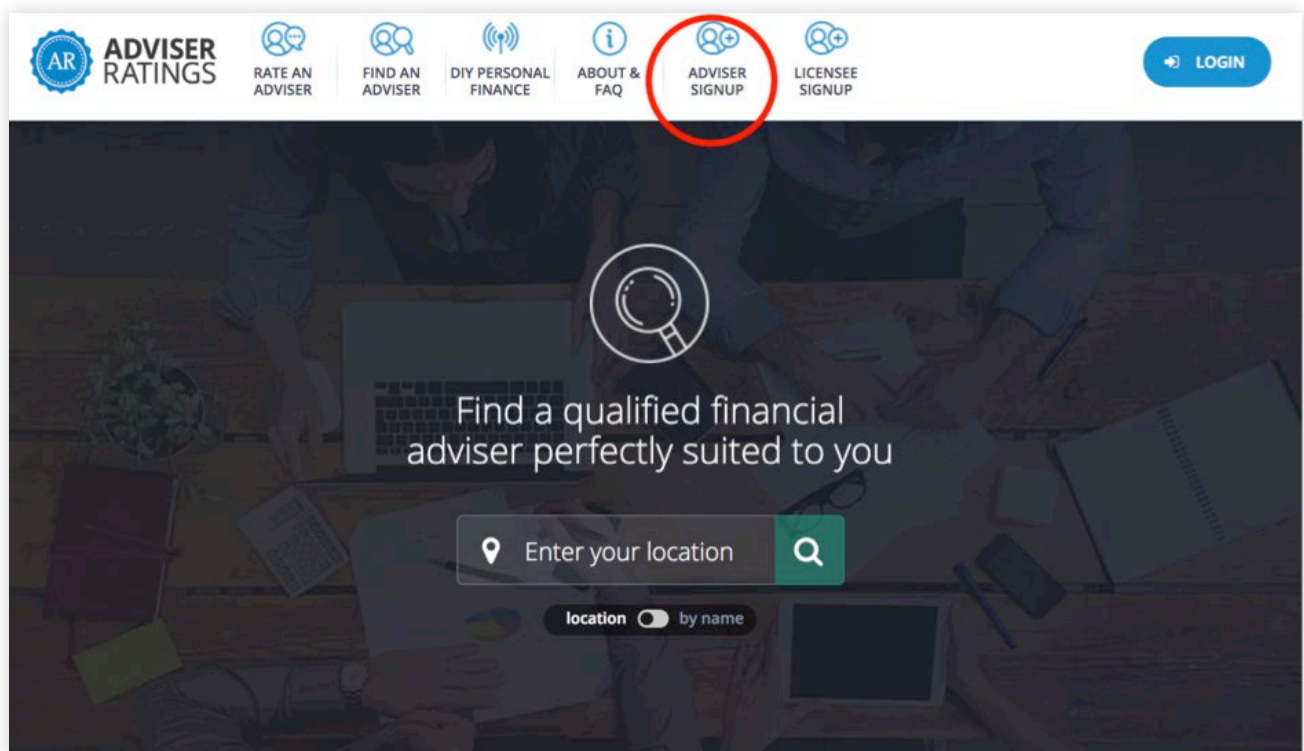 AR
ADVISER
RATINGS
RATE AN
ADVISER
FIND AN
ADVISER
DIY PERSONAL
FINANCE
ABOUT &
FAQ
ADVISER
SIGNUP
LICENSEE
SIGNUP
LOGIN
Find a qualified financial
adviser perfectly suited to you
Enter your location
location by name